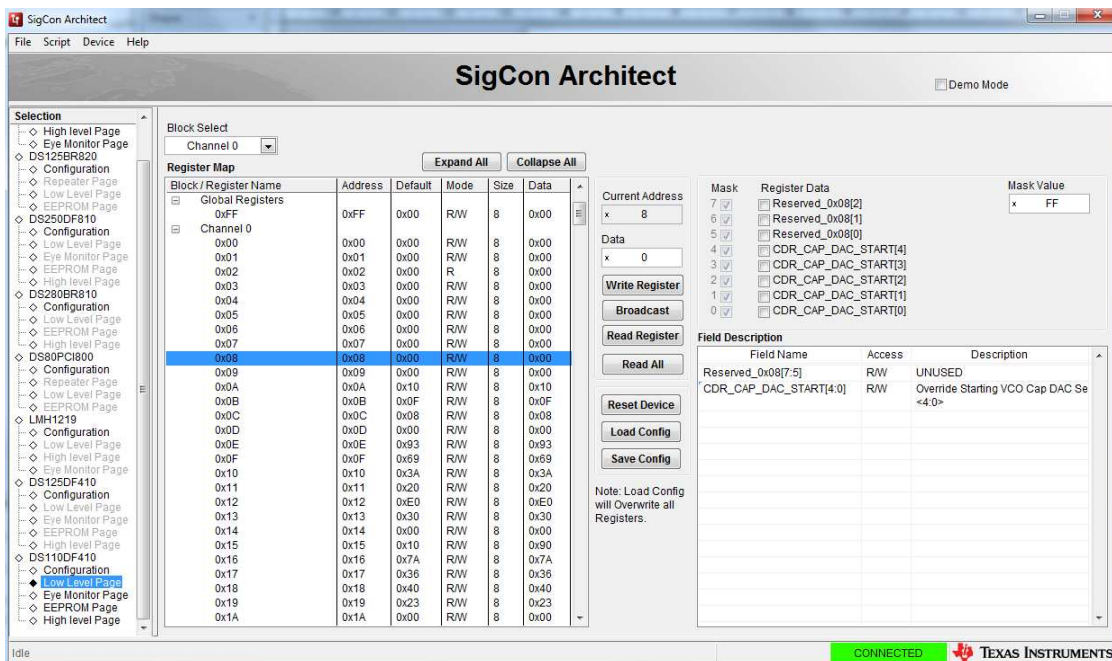 SigCon Architect
File Script Device Help
SigCon Architect
Demo Mode
Selection
High level Page
Eye Monitor Page
DS125BR820
Configuration
Repeater Page
Low Level Page
EEPROM Page
DS250DF810
Configuration
Low Level Page
Eye Monitor Page
EEPROM Page
High level Page
DS280BR810
Configuration
Low Level Page
EEPROM Page
High level Page
DS80PCI800
Configuration
Repeater Page
Low Level Page
EEPROM Page
LMH1219
Configuration
Low Level Page
High level Page
Eye Monitor Page
DS125DF410
Configuration
Low Level Page
Eye Monitor Page
EEPROM Page
High level Page
DS110DF410
Configuration
Low Level Page
Eye Monitor Page
EEPROM Page
High level Page
Block Select
Channel 0
Expand All Collapse All
Register Map
Block / Register Name Address Default Mode Size Data
Global Registers
0xFF 0xFF 0x00 R/W 8 0x00
Channel 0
0x00 0x00 0x00 R/W 8 0x00
0x01 0x01 0x00 R/W 8 0x00
0x02 0x02 0x00 R 8 0x00
0x03 0x03 0x00 R/W 8 0x00
0x04 0x04 0x00 R/W 8 0x00
0x05 0x05 0x00 R/W 8 0x00
0x06 0x06 0x00 R/W 8 0x00
0x07 0x07 0x00 R/W 8 0x00
0x08 0x08 0x00 R/W 8 0x00
0x09 0x09 0x00 R/W 8 0x00
0x0A 0x0A 0x10 R/W 8 0x10
0x0B 0x0B 0x0F R/W 8 0x0F
0x0C 0x0C 0x08 R/W 8 0x08
0x0D 0x0D 0x00 R/W 8 0x00
0x0E 0x0E 0x93 R/W 8 0x93
0x0F 0x0F 0x69 R/W 8 0x69
0x10 0x10 0x3A R/W 8 0x3A
0x11 0x11 0x20 R/W 8 0x20
0x12 0x12 0xE0 R/W 8 0xE0
0x13 0x13 0x30 R/W 8 0x30
0x14 0x14 0x00 R/W 8 0x00
0x15 0x15 0x10 R/W 8 0x90
0x16 0x16 0x7A R/W 8 0x7A
0x17 0x17 0x36 R/W 8 0x36
0x18 0x18 0x40 R/W 8 0x40
0x19 0x19 0x23 R/W 8 0x23
0x1A 0x1A 0x00 R/W 8 0x00
Current Address
x 8
Data
x 0
Write Register
Broadcast
Read Register
Read All
Reset Device
Load Config
Save Config
Note: Load Config
will Overwrite all
Registers.
Mask Register Data
7 Reserved_0x08[2]
6 Reserved_0x08[1]
5 Reserved_0x08[0]
4 CDR_CAP_DAC_START[4]
3 CDR_CAP_DAC_START[3]
2 CDR_CAP_DAC_START[2]
1 CDR_CAP_DAC_START[1]
0 CDR_CAP_DAC_START[0]
Mask Value
x FF
Field Description
Field Name Access Description
Reserved_0x08[7:5] R/W UNUSED
CDR_CAP_DAC_START[4:0] R/W Override Starting VCO Cap DAC Se
<4:0>
Idle
CONNECTED
TEXAS INSTRUMENTS